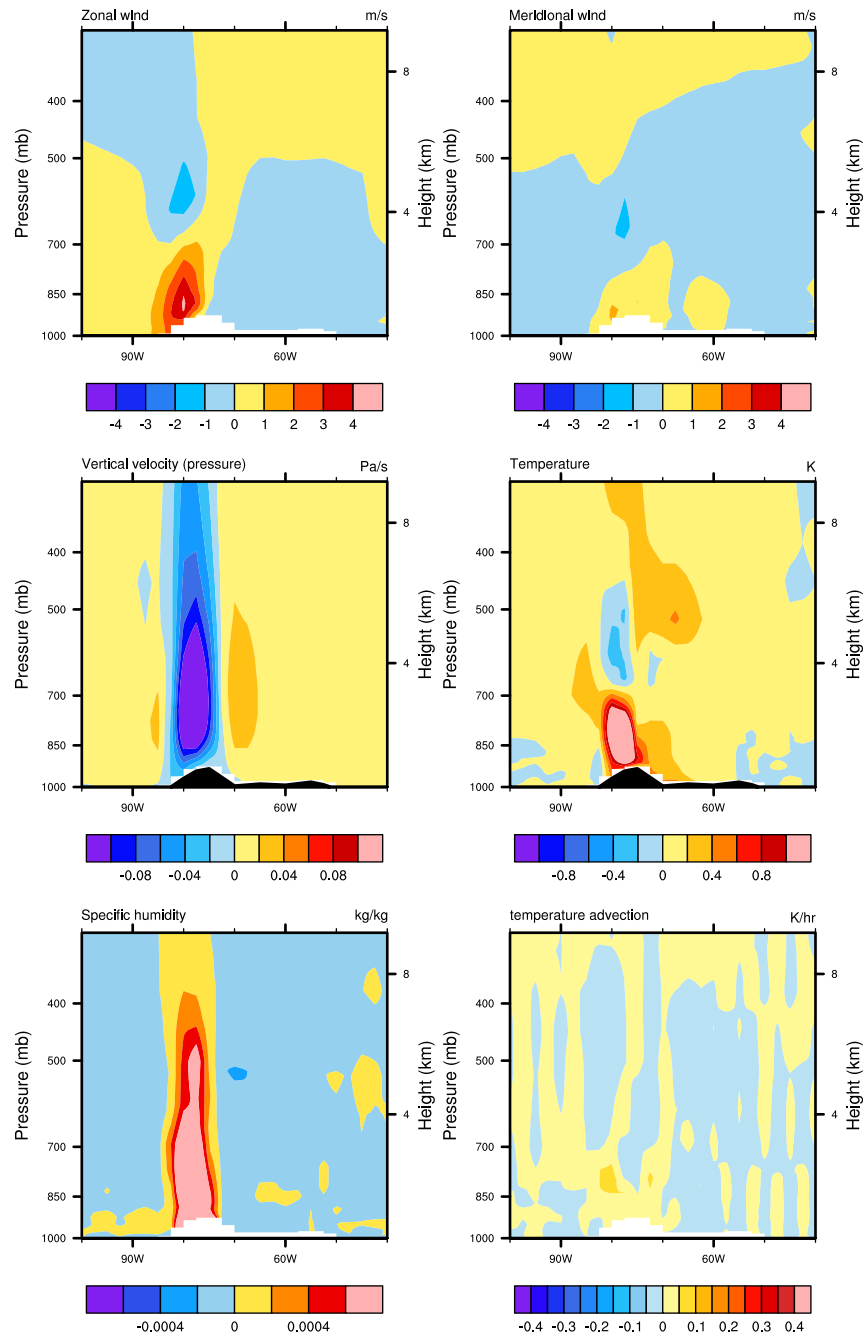 Zonal wind m/s
Pressure (mb)
400
500
700
850
1000
8
4
Height (km)
90W 60W
-4 -3 -2 -1 0 1 2 3 4
Meridional wind m/s
Pressure (mb)
400
500
700
850
1000
8
4
Height (km)
90W 60W
-4 -3 -2 -1 0 1 2 3 4
Vertical velocity (pressure) Pa/s
Pressure (mb)
400
500
700
850
1000
8
4
Height (km)
90W 60W
-0.08 -0.04 0 0.04 0.08
Temperature K
Pressure (mb)
400
500
700
850
1000
8
4
Height (km)
90W 60W
-0.8 -0.4 0 0.4 0.8
Specific humidity kg/kg
Pressure (mb)
400
500
700
850
1000
8
4
Height (km)
90W 60W
-0.0004 0 0.0004
temperature advection K/hr
Pressure (mb)
400
500
700
850
1000
8
4
Height (km)
90W 60W
-0.4 -0.3 -0.2 -0.1 0 0.1 0.2 0.3 0.4